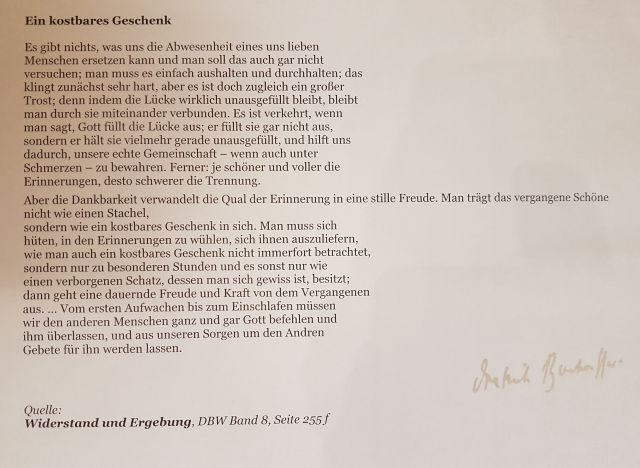 Ein kostbares Geschenk
Es gibt nichts, was uns die Abwesenheit eines uns lieben
Menschen ersetzen kann und man soll das auch gar nicht
versuchen; man muss es einfach aushalten und durchhalten; das
klingt zunächst sehr hart, aber es ist doch zugleich ein großer
Trost; denn indem die Lücke wirklich unausgefüllt bleibt, bleibt
man durch sie miteinander verbunden. Es ist verkehrt, wenn
man sagt, Gott füllt die Lücke aus; er füllt sie gar nicht aus,
sondern er hält sie vielmehr gerade unausgefüllt, und hilft uns
dadurch, unsere echte Gemeinschaft – wenn auch unter
Schmerzen – zu bewahren. Ferner: je schöner und voller die
Erinnerungen, desto schwerer die Trennung.
Aber die Dankbarkeit verwandelt die Qual der Erinnerung in eine stille Freude. Man trägt das vergangene Schöne
nicht wie einen Stachel,
sondern wie ein kostbares Geschenk in sich. Man muss sich
hüten, in den Erinnerungen zu wühlen, sich ihnen auszuliefern,
wie man auch ein kostbares Geschenk nicht immerfort betrachtet,
sondern nur zu besonderen Stunden und es sonst nur wie
einen verborgenen Schatz, dessen man sich gewiss ist, besitzt;
dann geht eine dauernde Freude und Kraft von dem Vergangenen
aus. ... Vom ersten Aufwachen bis zum Einschlafen müssen
wir den anderen Menschen ganz und gar Gott befehlen und
ihm überlassen, und aus unseren Sorgen um den Andren
Gebete für ihn werden lassen.
Dietrich Bonhoeffer.
Quelle:
Widerstand und Ergebung, DBW Band 8, Seite 255 f